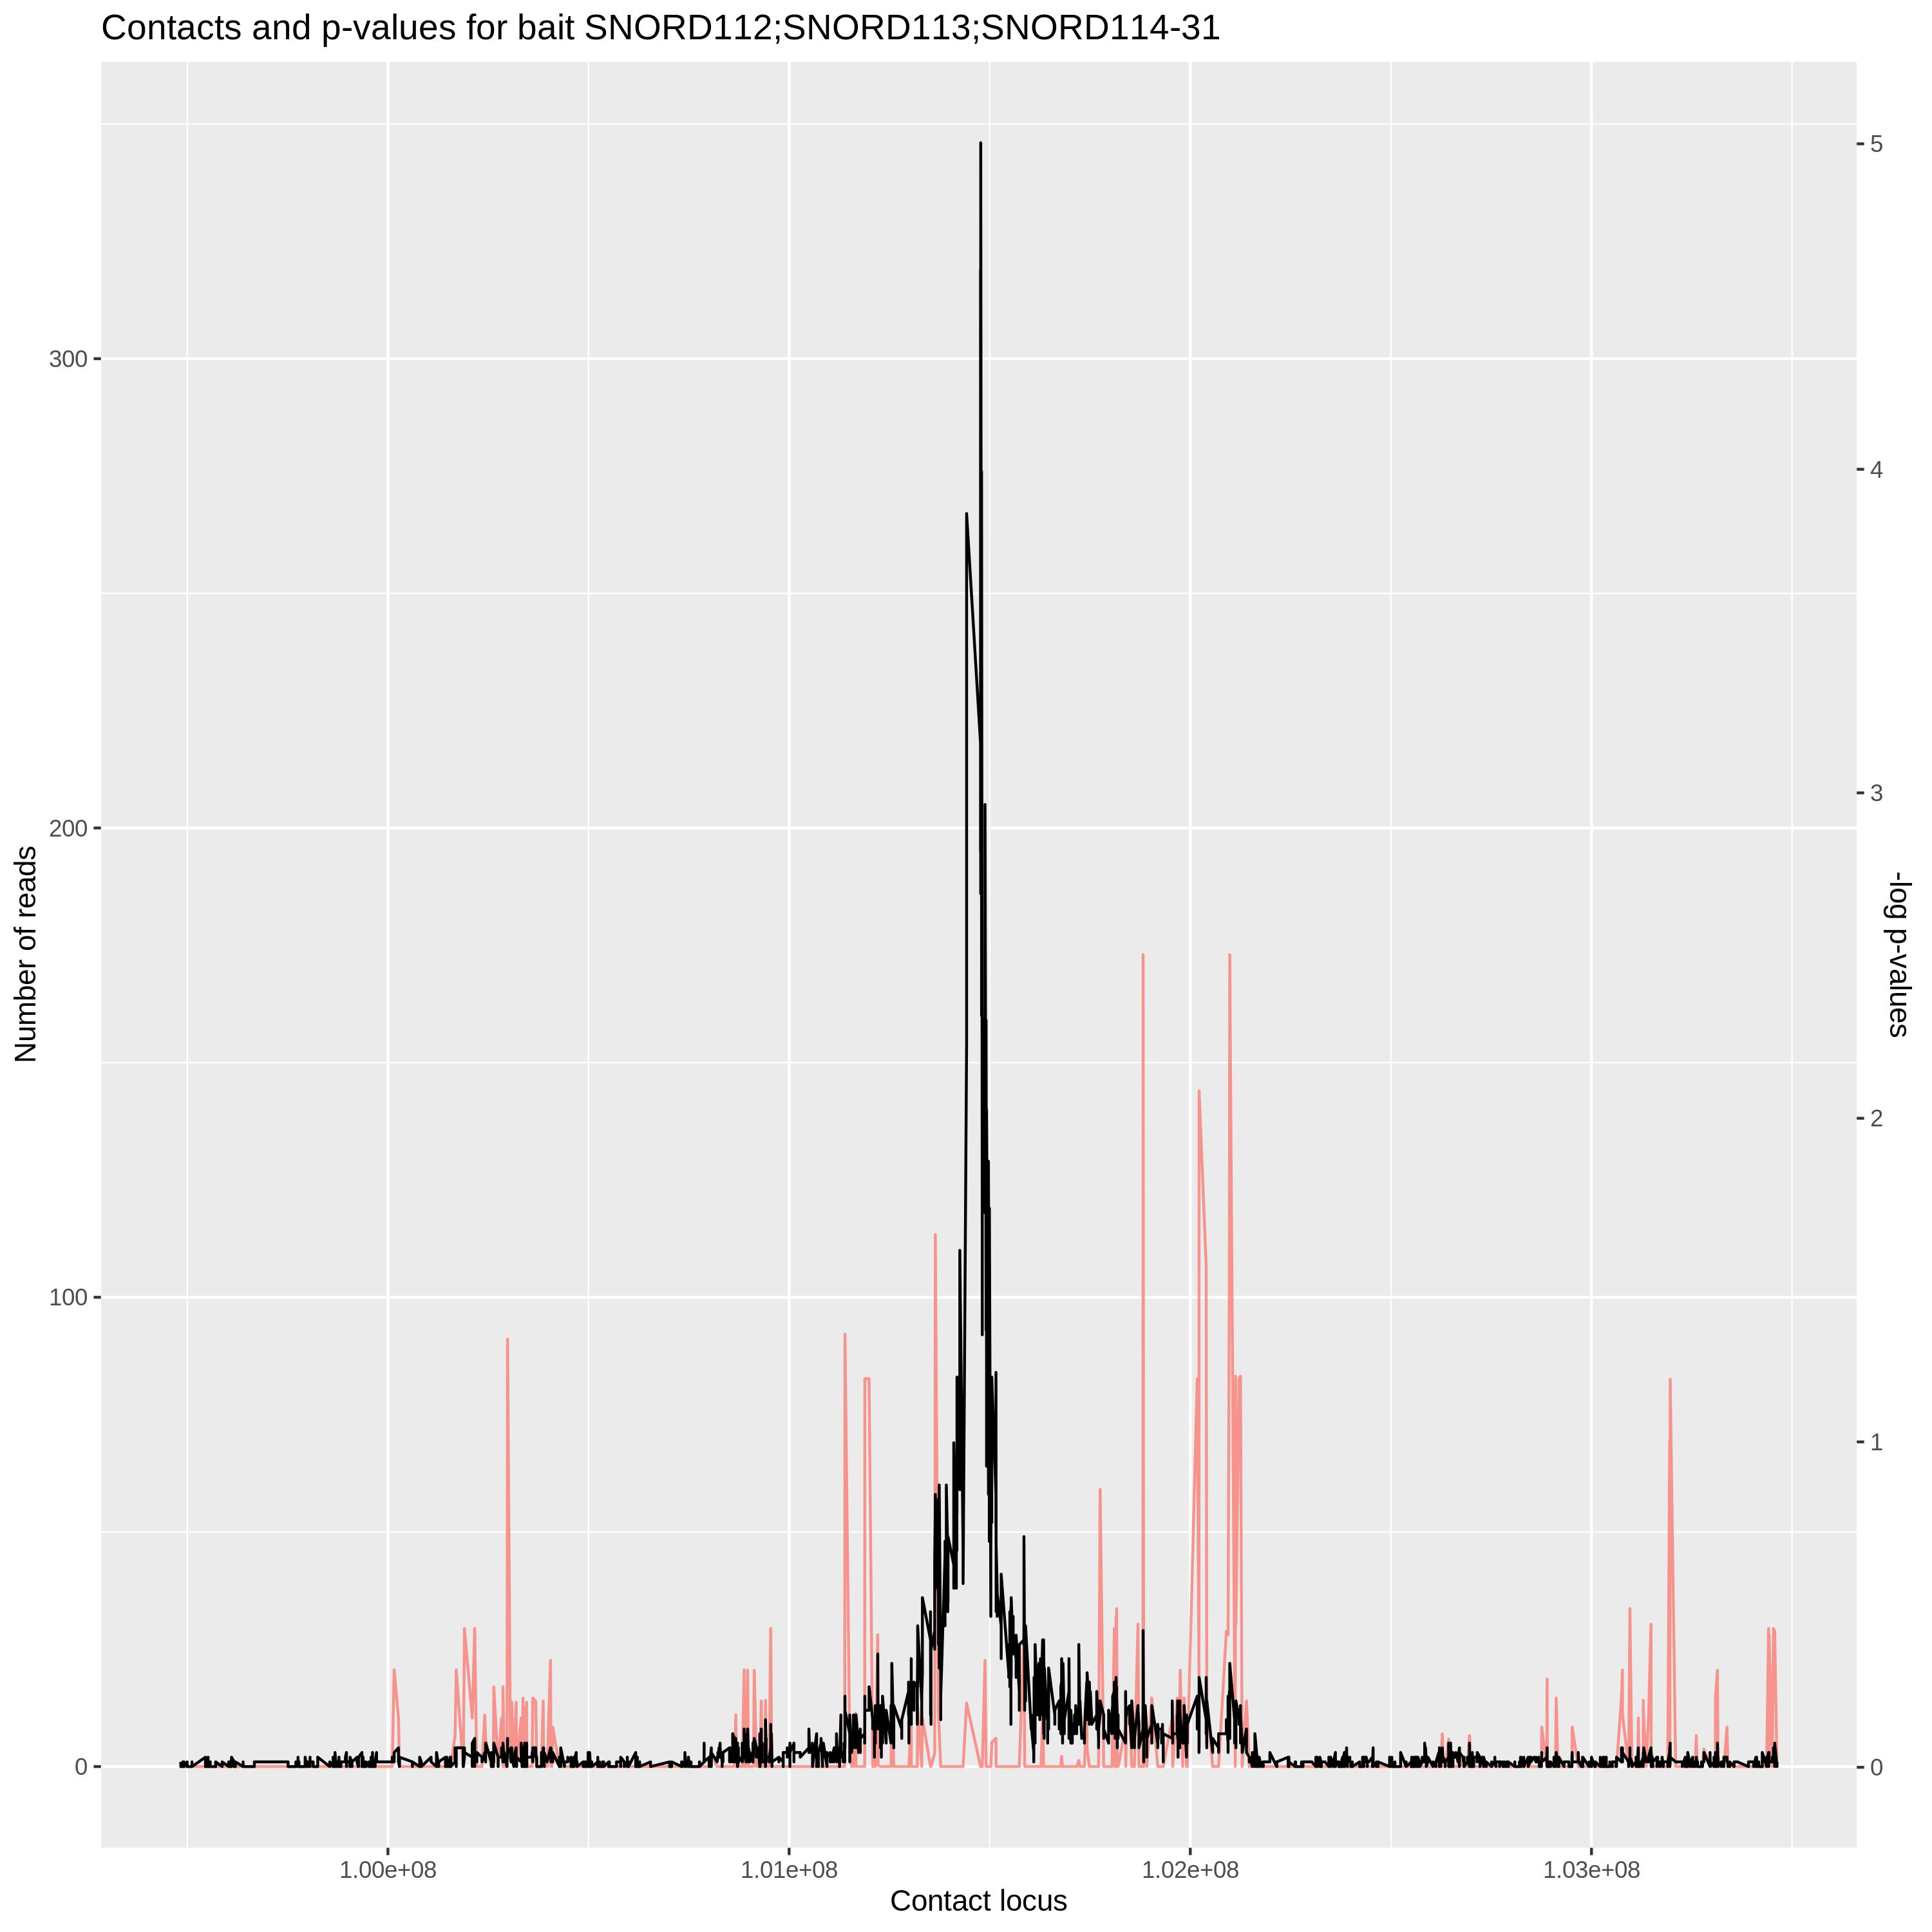 Contacts and p-values for bait SNORD112;SNORD113;SNORD114-31
5
4
300
3
200
Number of reads
-log p-values
2
100
1
0
0
1.00e+08 1.01e+08 1.02e+08 1.03e+08
Contact locus